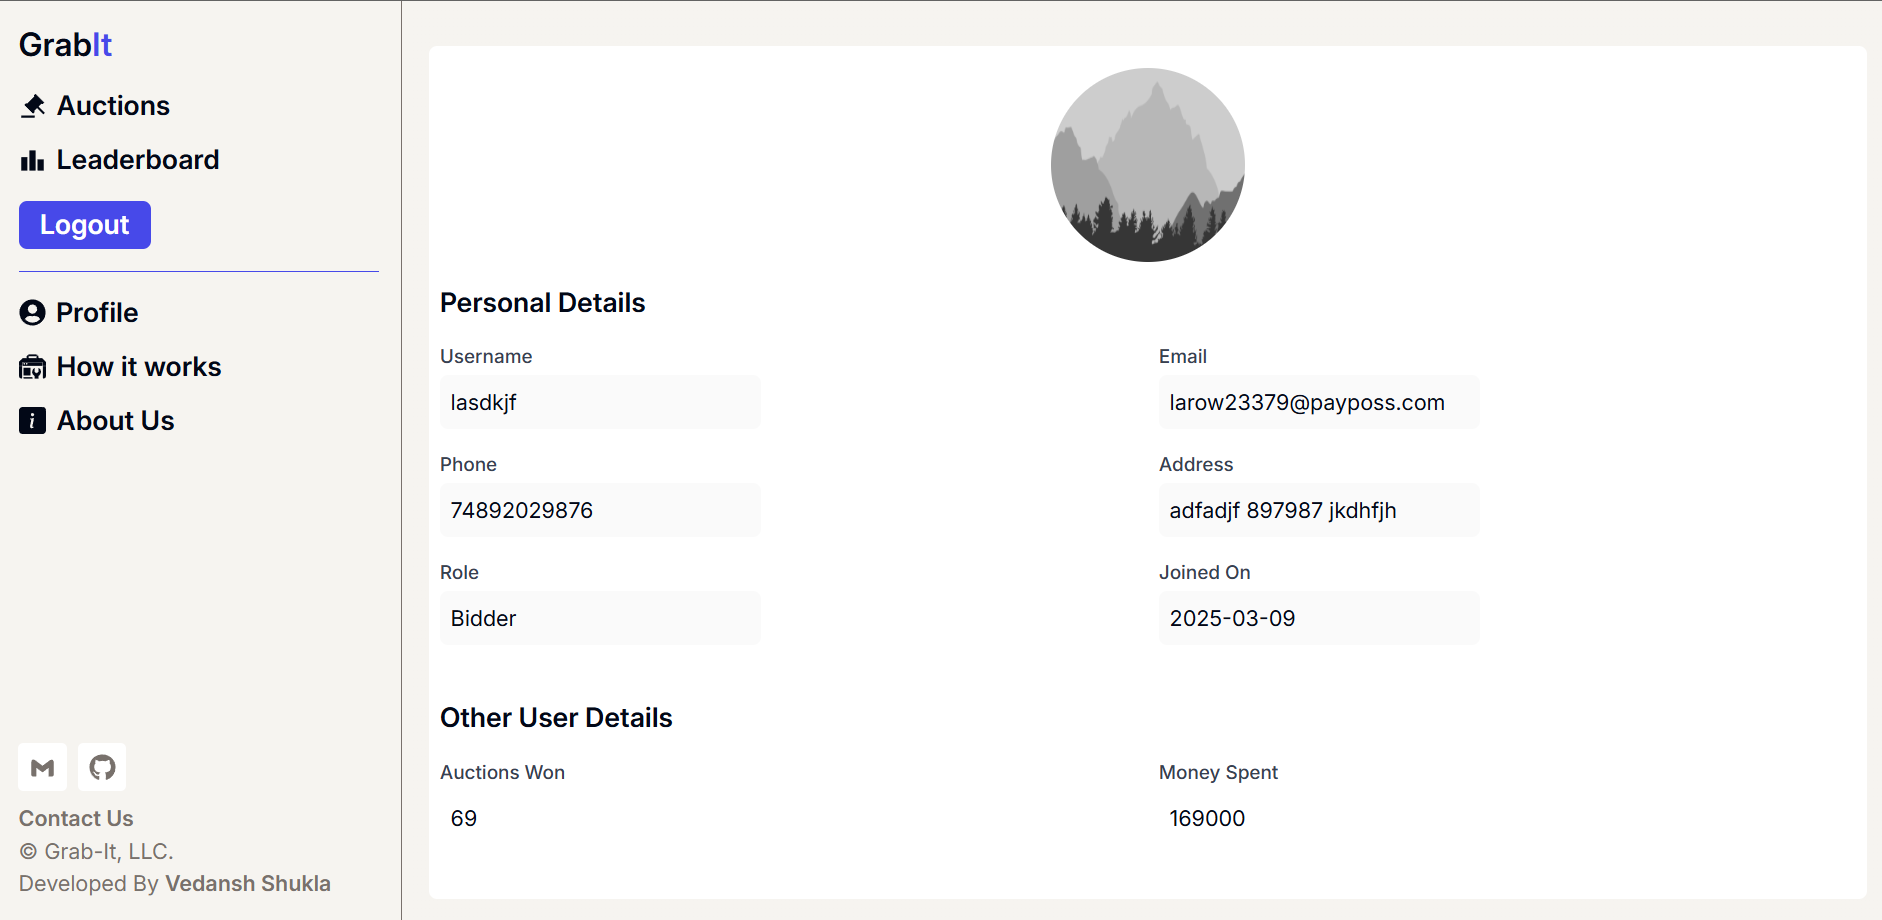 GrabIt
Auctions
Leaderboard
Logout
Profile
How it works
About Us
Contact Us
© Grab-It, LLC.
Developed By Vedansh Shukla
Personal Details
Username
Email
lasdkjf
larow23379@payposs.com
Phone
Address
74892029876
adfadjf 897987 jkdhfjh
Role
Joined On
Bidder
2025-03-09
Other User Details
Auctions Won
Money Spent
69
169000